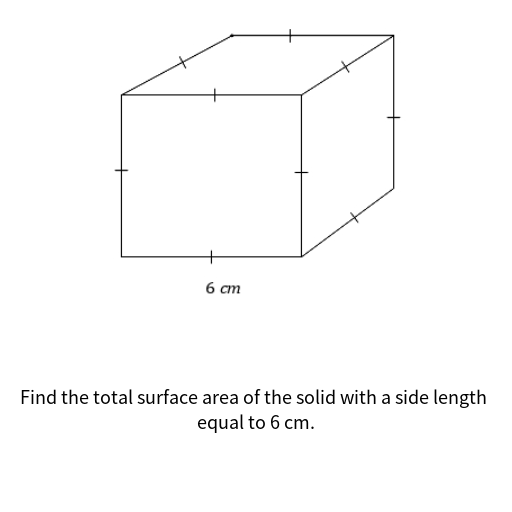 6 cm
Find the total surface area of the solid with a side length
equal to 6 cm.